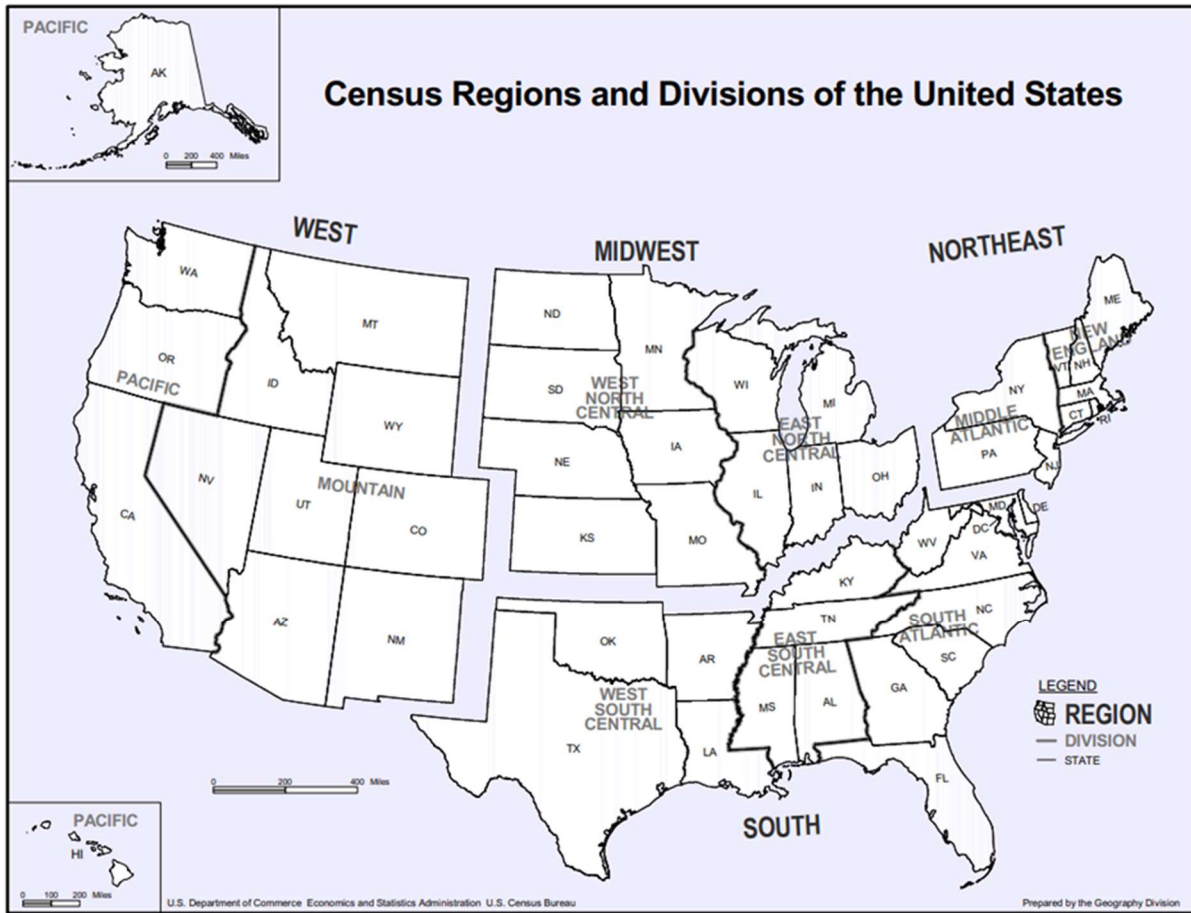 PACIFIC
AK
0 200 400 Miles
Census Regions and Divisions of the United States
WEST
MIDWEST
NORTHEAST
WA
MT
ND
MN
ME
OR
ID
SD
WI
MI
NY
VT
NH
NEW
ENGLAND
MA
CT
RI
PACIFIC
WY
WEST
NORTH
CENTRAL
EAST
NORTH
CENTRAL
MIDDLE
ATLANTIC
PA
NJ
NE
IA
NV
UT
MOUNTAIN
CO
CA
KS
MO
IL
IN
OH
MD
DE
DC
WV
VA
KY
AZ
NM
OK
AR
TN
NC
EAST
SOUTH
CENTRAL
SOUTH
ATLANTIC
SC
WEST
SOUTH
CENTRAL
MS
AL
GA
TX
LA
FL
LEGEND
REGION
DIVISION
STATE
0 200 400 Miles
SOUTH
PACIFIC
HI
0 100 200 Miles
U.S. Department of Commerce Economics and Statistics Administration U.S. Census Bureau
Prepared by the Geography Division